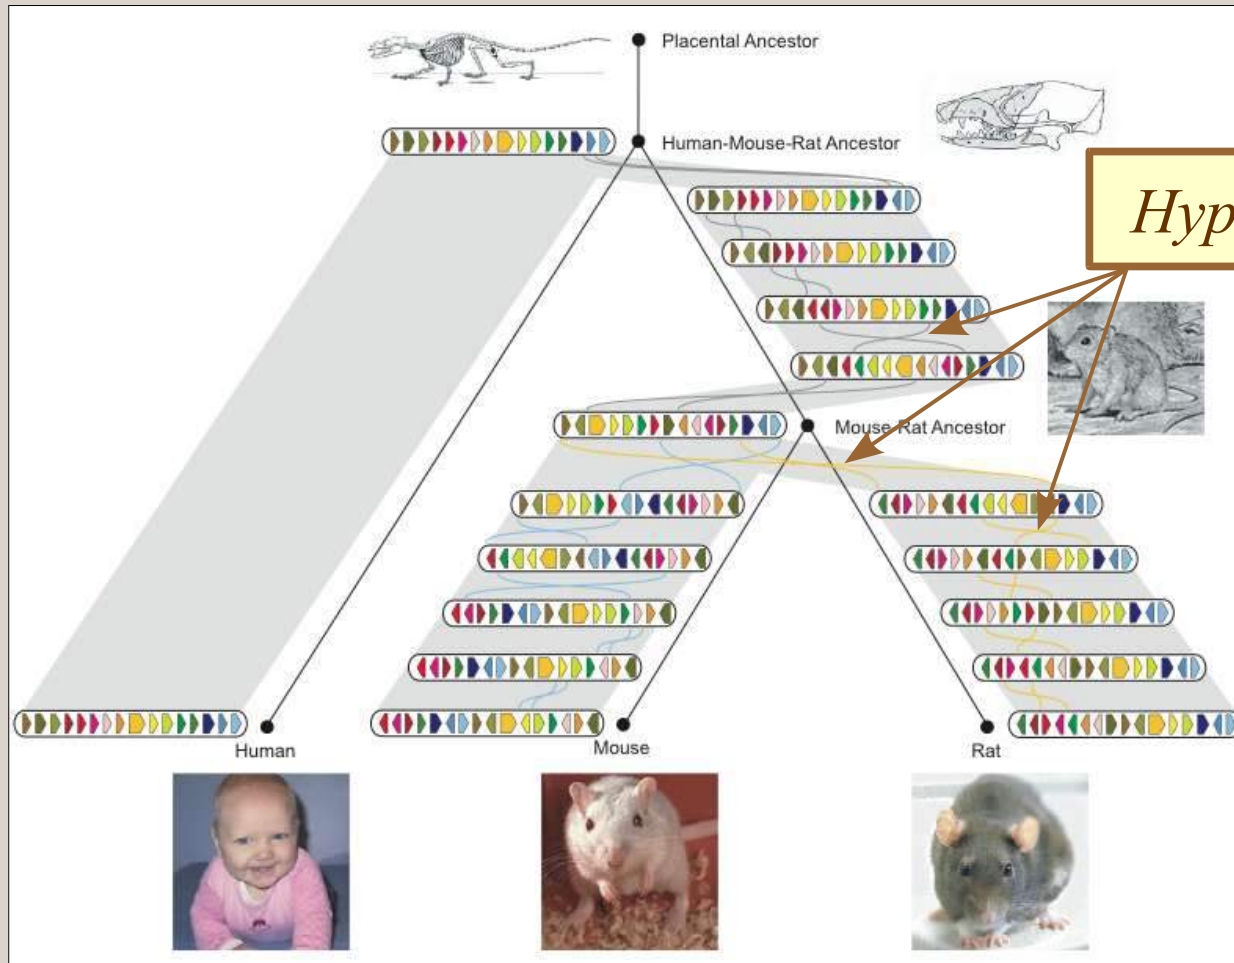 Placental Ancestor
Human-Mouse-Rat Ancestor
Hyp
Mouse-Rat Ancestor
Human
Mouse
Rat